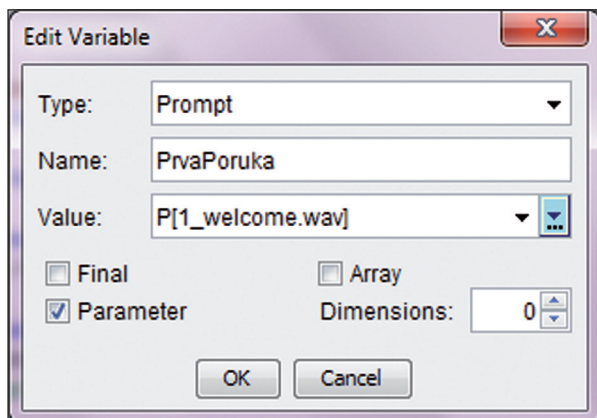 Edit Variable
Type: Prompt
Name: PrvaPoruka
Value: P[1_welcome.wav]
Final Array
Parameter Dimensions: 0
OK Cancel